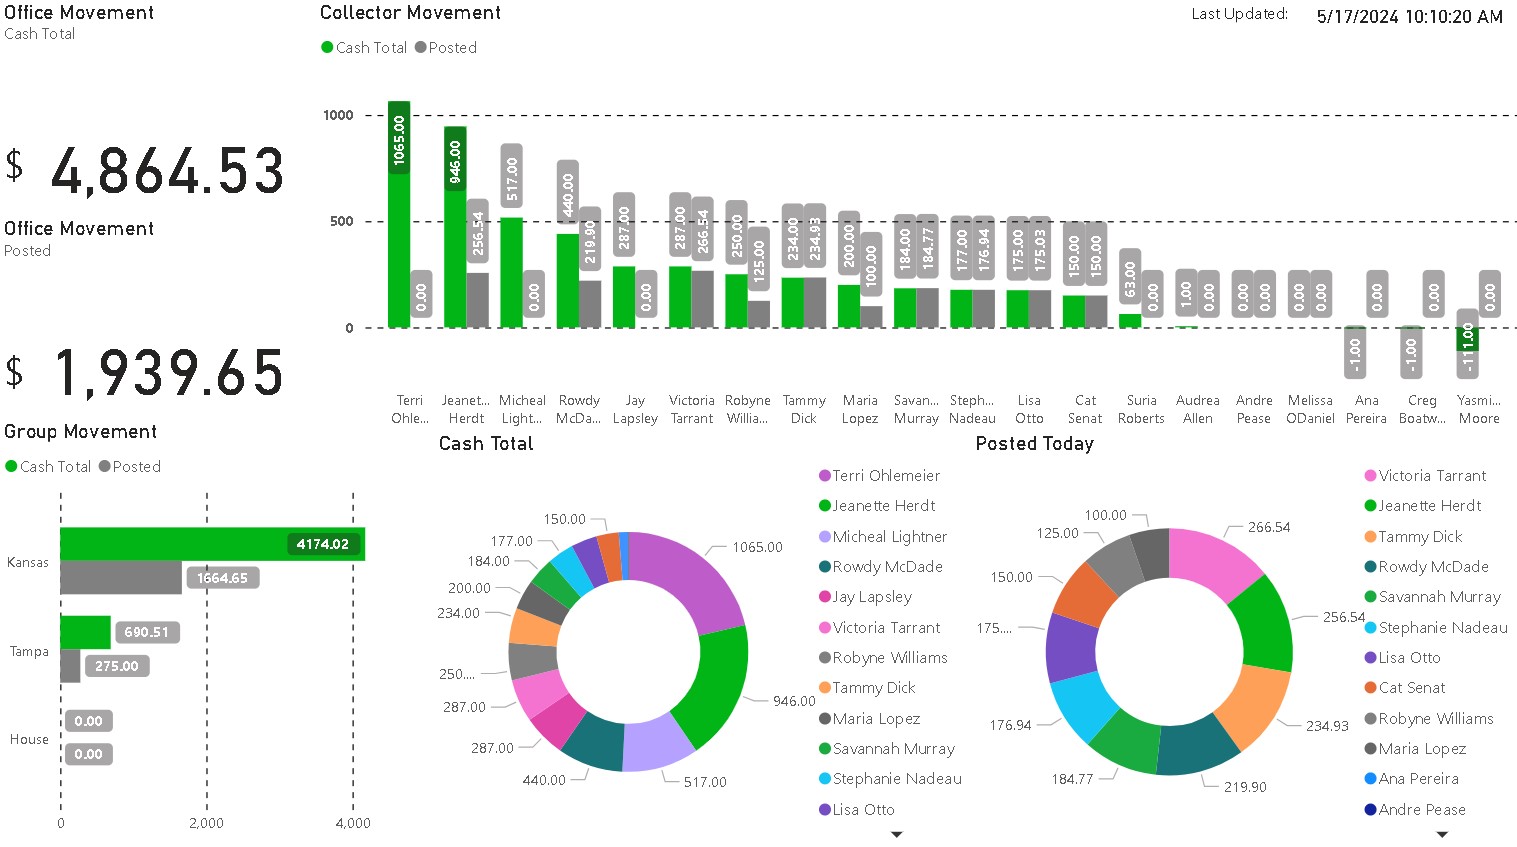 Office Movement
Cash Total
$ 4,864.53
Office Movement
Posted
$ 1,939.65
Collector Movement
Cash Total Posted
Last Updated: 5/17/2024 10:10:20 AM
1000
500
0
1065.00 0.00
946.00 256.54
517.00 0.00
440.00 219.90
287.00 0.00
287.00 266.54
250.00 125.00
234.00 234.93
200.00 100.00
184.00 184.77
177.00 176.94
175.00 175.03
150.00 150.00
63.00 0.00
1.00 0.00
0.00 0.00
0.00 0.00
-1.00 0.00
-1.00 0.00
-111.00 0.00
Terri Ohle...
Jeanet... Herdt
Micheal Light...
Rowdy McDa...
Jay Lapsley
Victoria Tarrant
Robyne Willia...
Tammy Dick
Maria Lopez
Savan... Murray
Steph... Nadeau
Lisa Otto
Cat Senat
Suria Roberts
Audrea Allen
Andre Pease
Melissa ODaniel
Ana Pereira
Creg Boatw...
Yasmi... Moore
Group Movement
Cash Total Posted
Kansas
4174.02
1664.65
Tampa
690.51
275.00
House
0.00
0.00
0 2,000 4,000
Cash Total
150.00
177.00
184.00
200.00
234.00
250....
287.00
287.00
440.00
517.00
946.00
1065.00
Terri Ohlemeier
Jeanette Herdt
Micheal Lightner
Rowdy McDade
Jay Lapsley
Victoria Tarrant
Robyne Williams
Tammy Dick
Maria Lopez
Savannah Murray
Stephanie Nadeau
Lisa Otto
Posted Today
100.00
125.00
150.00
175....
176.94
184.77
219.90
234.93
256.54
266.54
Victoria Tarrant
Jeanette Herdt
Tammy Dick
Rowdy McDade
Savannah Murray
Stephanie Nadeau
Lisa Otto
Cat Senat
Robyne Williams
Maria Lopez
Ana Pereira
Andre Pease